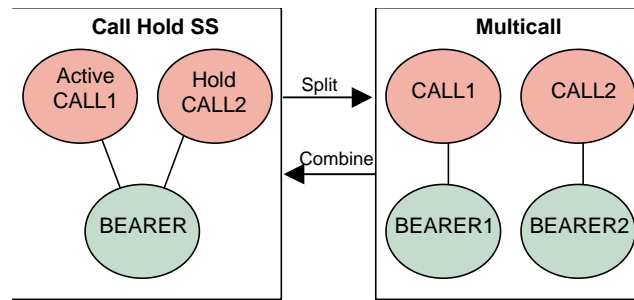 Call Hold SS
Active
CALL1
Hold
CALL2
BEARER
Split
Combine
Multicall
CALL1
CALL2
BEARER1
BEARER2